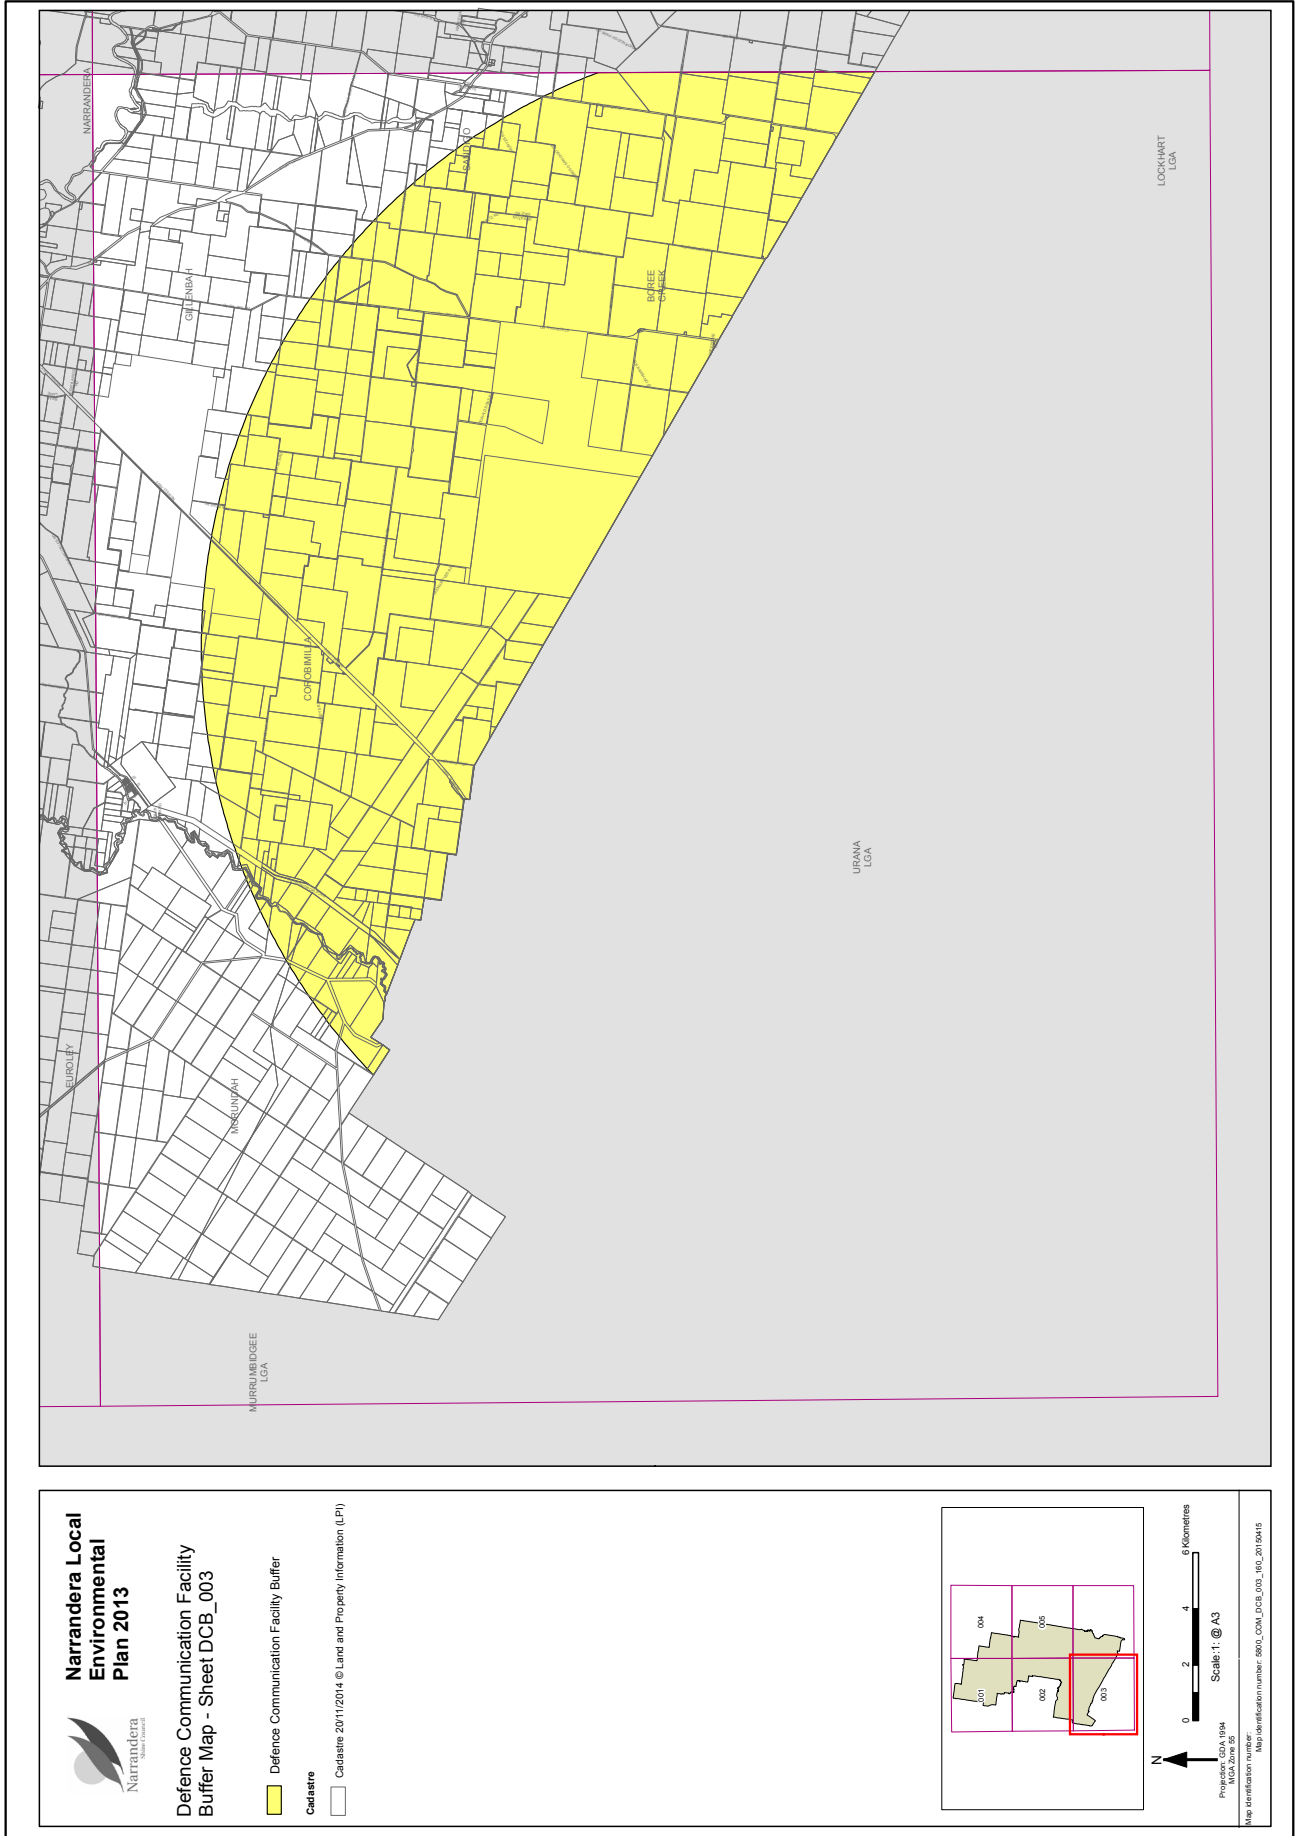 Narrandera Local
Environmental
Plan 2013
Narrandera
Shire Council
Defence Communication Facility
Buffer Map - Sheet DCB_003
Defence Communication Facility Buffer
Cadastre
Cadastre 20/11/2014 © Land and Property Information (LPI)
001
004
002
005
003
N
0 2 4 6 Kilometres
Scale:1: @ A3
Projection: GDA 1994
MGA Zone 55
Map identification number:
Map identification number: 5800_COM_DCB_003_160_20150415
MURRUMBIDGEE
LGA
EUROLEY
MORUNDAH
COROBIMILLA
GILLENBAH
NARRANDERA
SANDIGO
BOREE
CREEK
URANA
LGA
LOCKHART
LGA